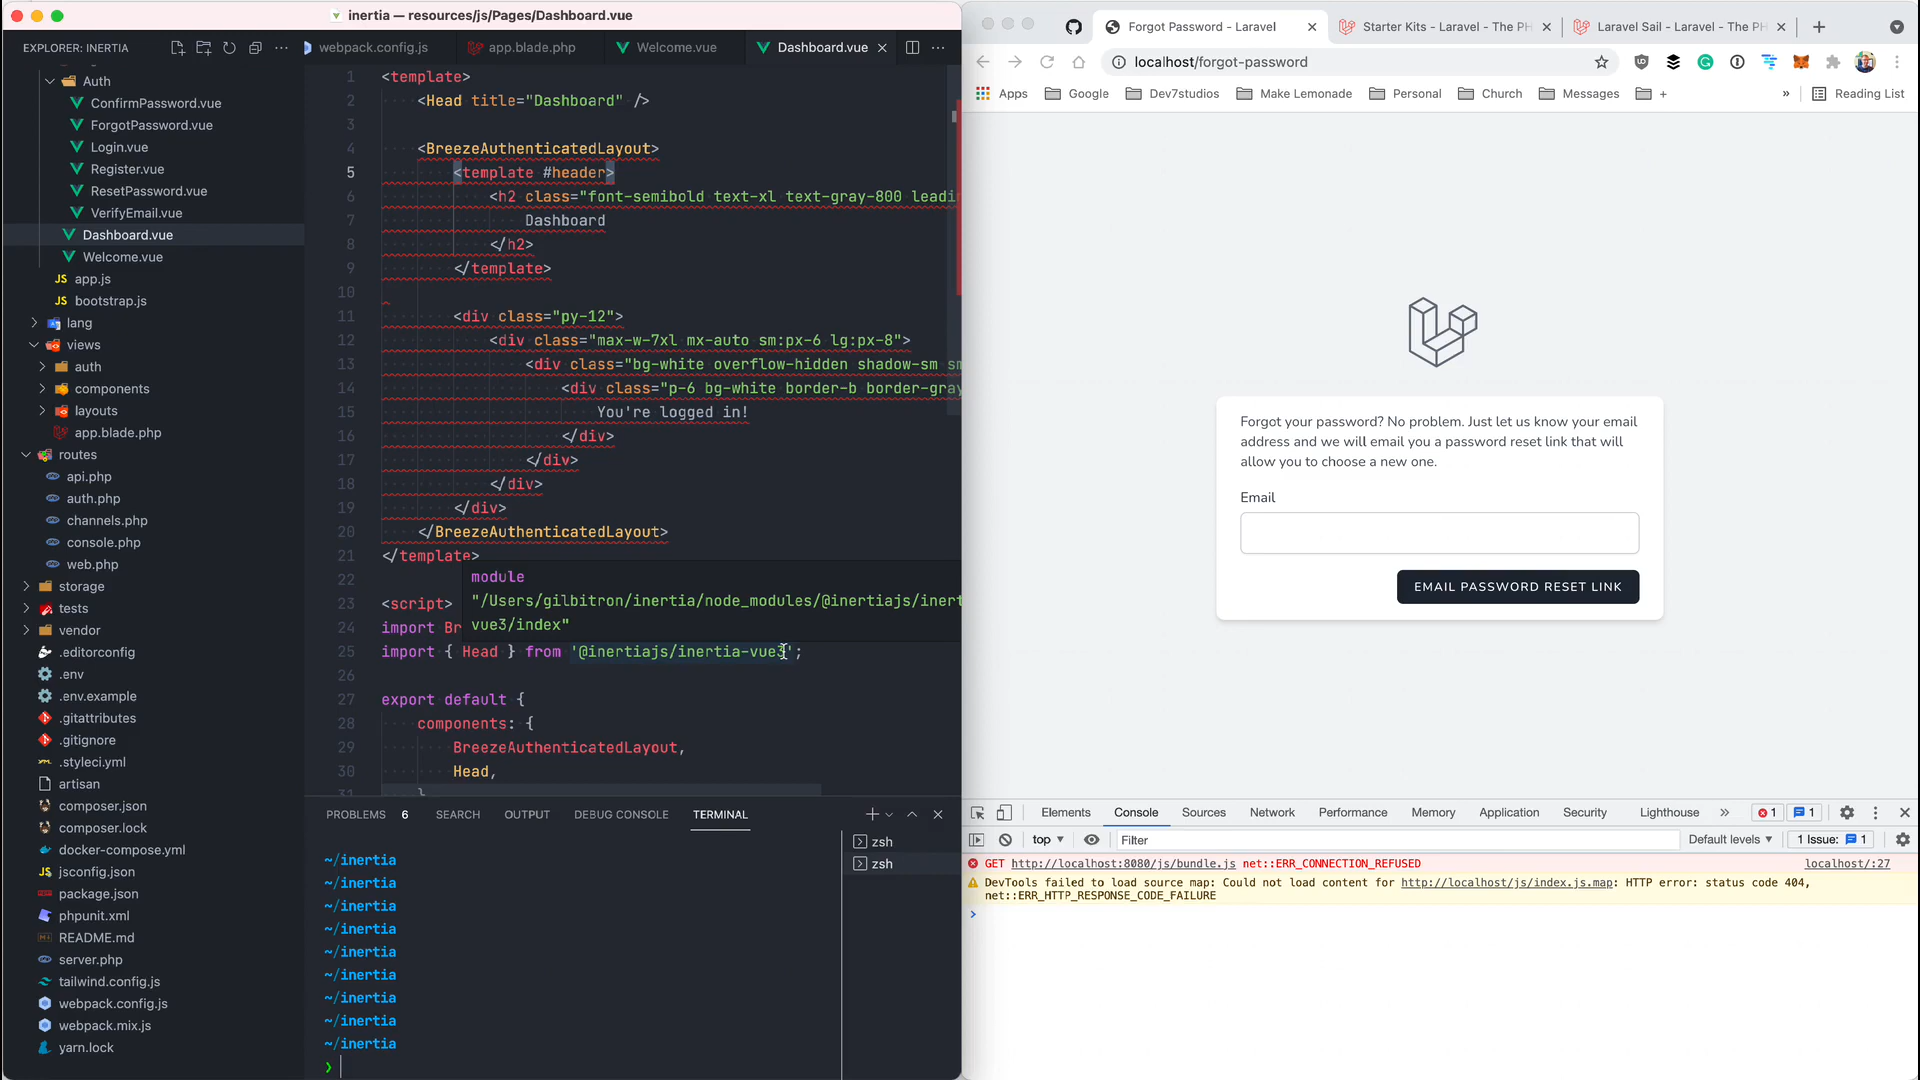 inertia — resources/js/Pages/Dashboard.vue
EXPLORER: INERTIA
Auth
ConfirmPassword.vue
ForgotPassword.vue
Login.vue
Register.vue
ResetPassword.vue
VerifyEmail.vue
Dashboard.vue
Welcome.vue
JS app.js
JS bootstrap.js
lang
views
auth
components
layouts
app.blade.php
routes
api.php
auth.php
channels.php
console.php
web.php
storage
tests
vendor
.editorconfig
.env
.env.example
.gitattributes
.gitignore
.styleci.yml
artisan
composer.json
composer.lock
docker-compose.yml
JS jsconfig.json
package.json
phpunit.xml
README.md
server.php
tailwind.config.js
webpack.config.js
webpack.mix.js
yarn.lock
webpack.config.js
app.blade.php
Welcome.vue
Dashboard.vue
1 <template>
2 <Head title="Dashboard" />
3
4 <BreezeAuthenticatedLayout>
5 <template #header>
6 <h2 class="font-semibold text-xl text-gray-800 leadi
7 Dashboard
8 </h2>
9 </template>
10
11 <div class="py-12">
12 <div class="max-w-7xl mx-auto sm:px-6 lg:px-8">
13 <div class="bg-white overflow-hidden shadow-sm sm
14 <div class="p-6 bg-white border-b border-gray
15 You're logged in!
16 </div>
17 </div>
18 </div>
19 </div>
20 </BreezeAuthenticatedLayout>
21 </template>
22 module
23 <script> "/Users/gilbitron/inertia/node_modules/@inertiajs/inert
24 import Br vue3/index"
25 import { Head } from '@inertiajs/inertia-vue3';
26
27 export default {
28 components: {
29 BreezeAuthenticatedLayout,
30 Head,
31 }
PROBLEMS 6 SEARCH OUTPUT DEBUG CONSOLE TERMINAL
zsh
zsh
~/inertia
~/inertia
~/inertia
~/inertia
~/inertia
~/inertia
~/inertia
~/inertia
~/inertia
❯
Forgot Password - Laravel
Starter Kits - Laravel - The PH
Laravel Sail - Laravel - The PH
localhost/forgot-password
Apps Google Dev7studios Make Lemonade Personal Church Messages + » Reading List
Forgot your password? No problem. Just let us know your email
address and we will email you a password reset link that will
allow you to choose a new one.
Email
EMAIL PASSWORD RESET LINK
Elements Console Sources Network Performance Memory Application Security Lighthouse » 1 1
top Filter Default levels 1 Issue: 1
GET http://localhost:8080/js/bundle.js net::ERR_CONNECTION_REFUSED localhost/:27
DevTools failed to load source map: Could not load content for http://localhost/js/index.js.map: HTTP error: status code 404,
net::ERR_HTTP_RESPONSE_CODE_FAILURE